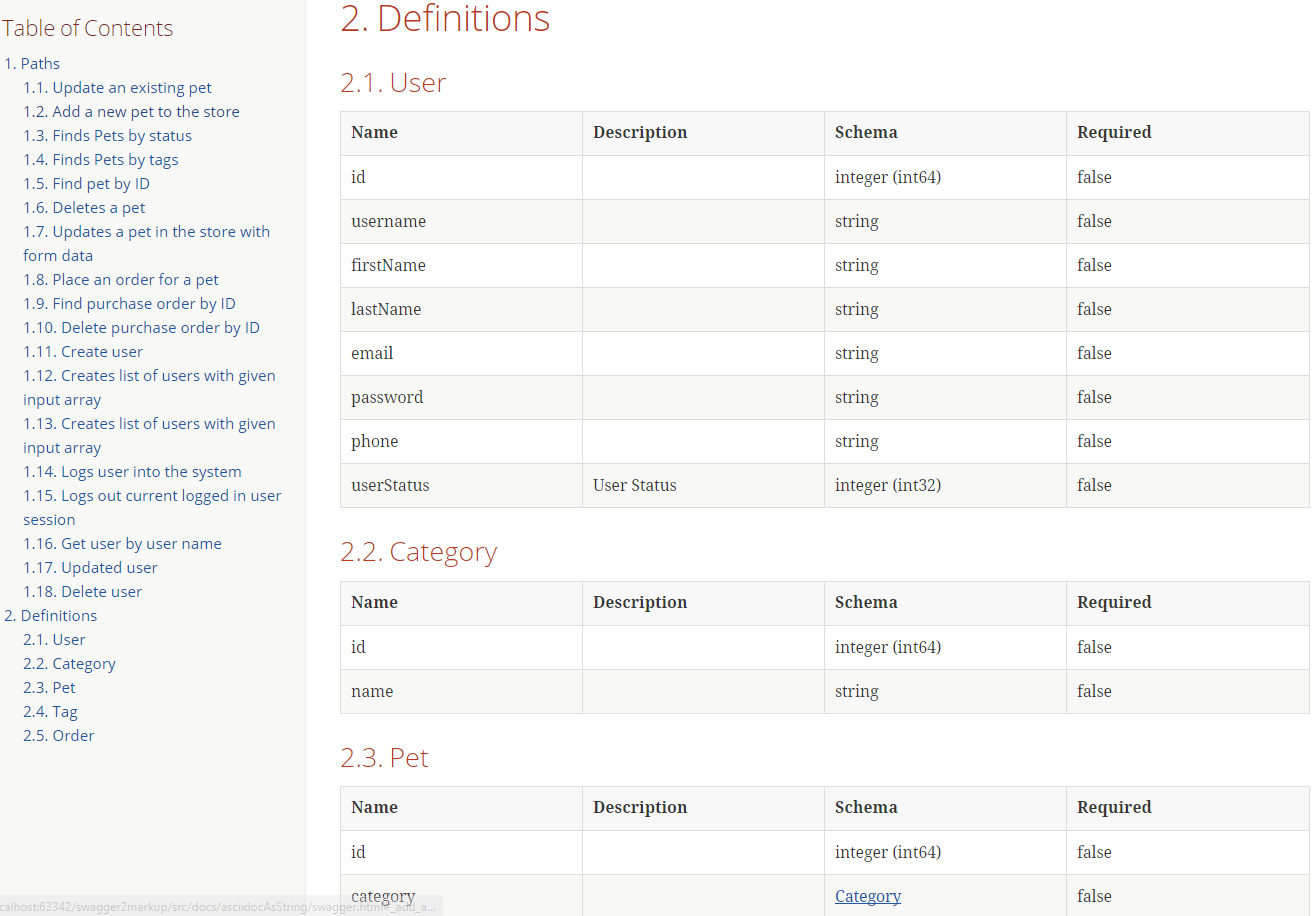 Table of Contents
1. Paths
1.1. Update an existing pet
1.2. Add a new pet to the store
1.3. Finds Pets by status
1.4. Finds Pets by tags
1.5. Find pet by ID
1.6. Deletes a pet
1.7. Updates a pet in the store with
form data
1.8. Place an order for a pet
1.9. Find purchase order by ID
1.10. Delete purchase order by ID
1.11. Create user
1.12. Creates list of users with given
input array
1.13. Creates list of users with given
input array
1.14. Logs user into the system
1.15. Logs out current logged in user
session
1.16. Get user by user name
1.17. Updated user
1.18. Delete user
2. Definitions
2.1. User
2.2. Category
2.3. Pet
2.4. Tag
2.5. Order
2. Definitions
2.1. User
Name Description Schema Required
id integer (int64) false
username string false
firstName string false
lastName string false
email string false
password string false
phone string false
userStatus User Status integer (int32) false
2.2. Category
Name Description Schema Required
id integer (int64) false
name string false
2.3. Pet
Name Description Schema Required
id integer (int64) false
category Category false
calhost:63342/swagger2markup/src/docs/asciidocAsString/swagger.html#_add_a...